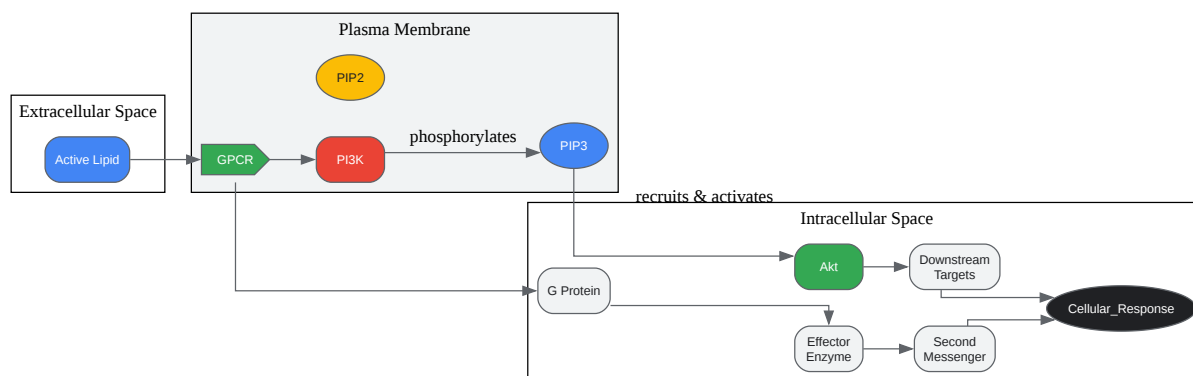 Plasma Membrane
PIP2
Extracellular Space
Active Lipid
GPCR
PI3K
phosphorylates
PIP3
recruits & activates
Intracellular Space
Akt
Downstream
Targets
G Protein
Cellular_Response
Effector
Enzyme
Second
Messenger